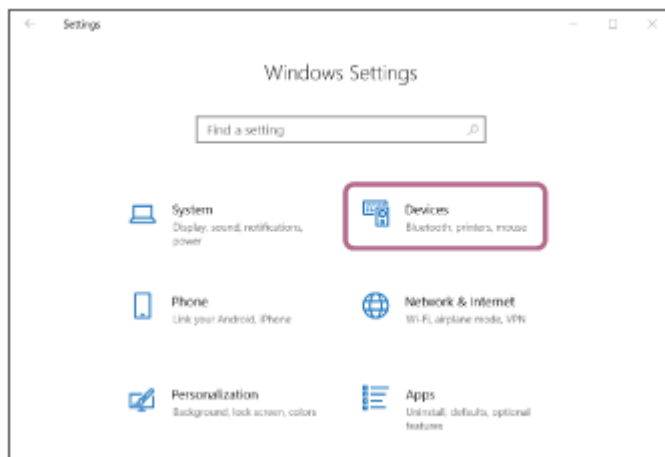 Settings
Windows Settings
Find a setting
System
Display, sound, notifications,
power
Devices
Bluetooth, printers, mouse
Phone
Link your Android, iPhone
Network & Internet
Wi-Fi, airplane mode, VPN
Personalization
Background, lock screen, colors
Apps
Uninstall, defaults, optional
features